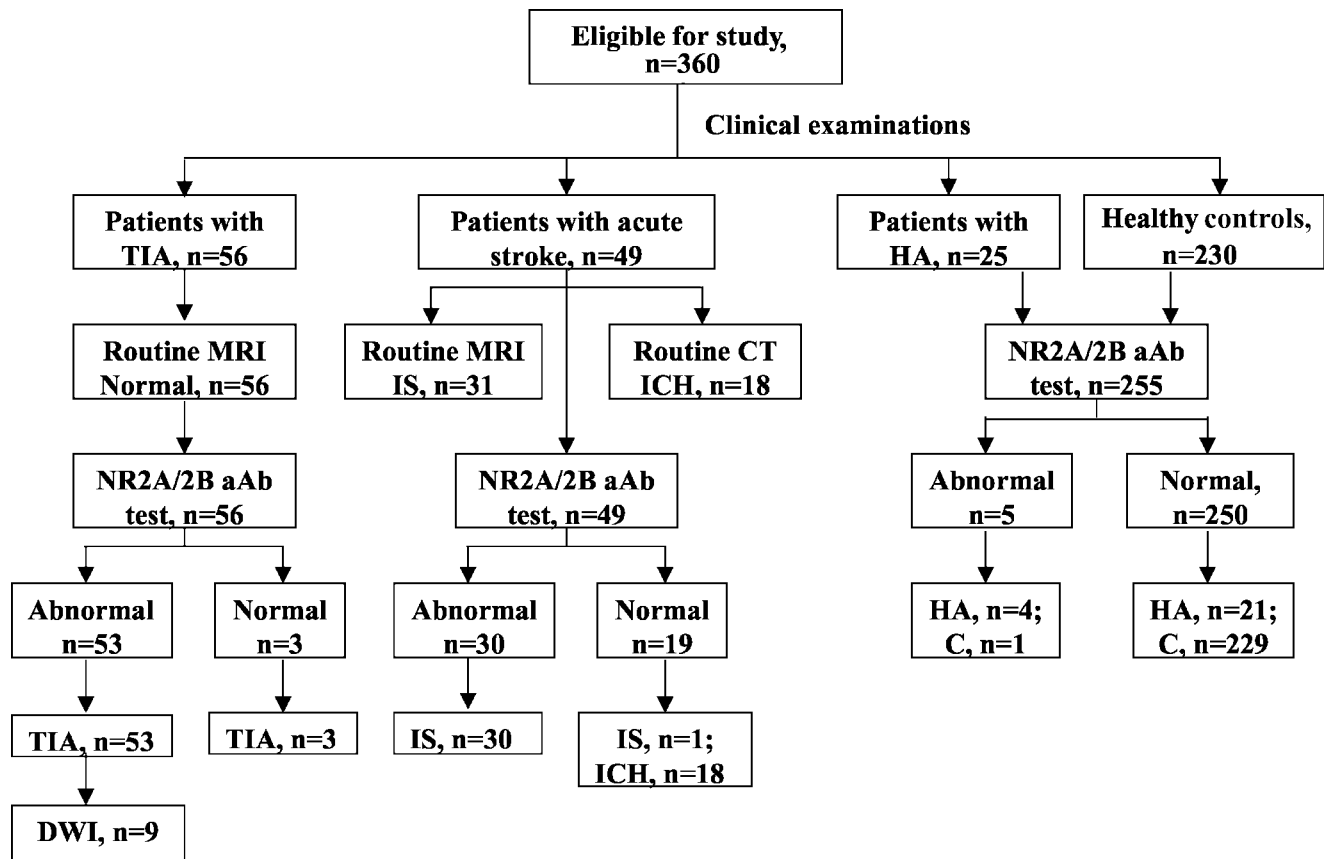 Eligible for study,
n=360
Clinical examinations
Patients with
TIA, n=56
Patients with acute
stroke, n=49
Patients with
HA, n=25
Healthy controls,
n=230
Routine MRI
Normal, n=56
Routine MRI
IS, n=31
Routine CT
ICH, n=18
NR2A/2B aAb
test, n=255
NR2A/2B aAb
test, n=56
NR2A/2B aAb
test, n=49
Abnormal
n=5
Normal,
n=250
Abnormal
n=53
Normal
n=3
Abnormal
n=30
Normal
n=19
HA, n=4;
C, n=1
HA, n=21;
C, n=229
TIA, n=53
TIA, n=3
IS, n=30
IS, n=1;
ICH, n=18
DWI, n=9